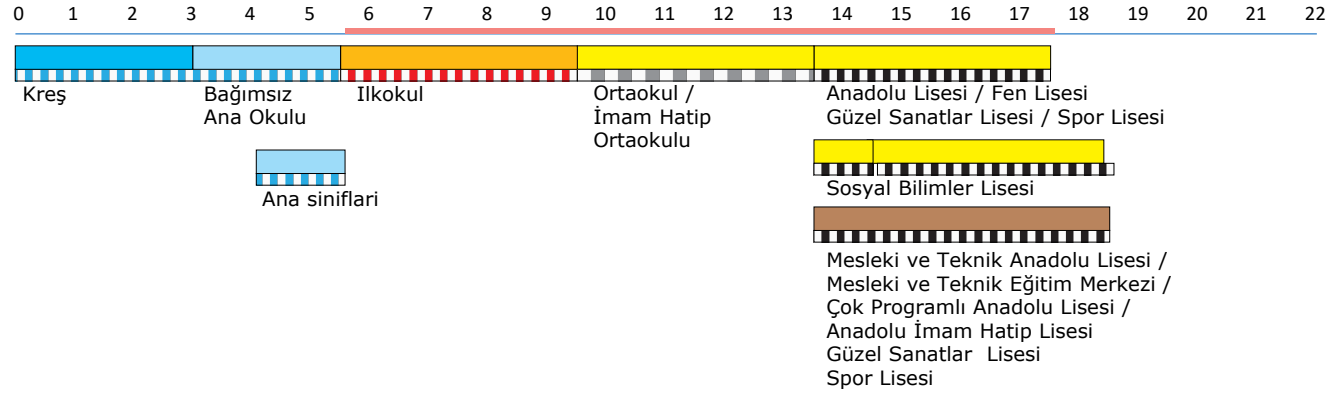 0 1 2 3 4 5 6 7 8 9 10 11 12 13 14 15 16 17 18 19 20 21 22
Kreş
Bağımsız
Ana Okulu
Ilkokul
Ortaokul /
İmam Hatip
Ortaokulu
Anadolu Lisesi / Fen Lisesi
Güzel Sanatlar Lisesi / Spor Lisesi
Ana siniflari
Sosyal Bilimler Lisesi
Mesleki ve Teknik Anadolu Lisesi /
Mesleki ve Teknik Eğitim Merkezi /
Çok Programlı Anadolu Lisesi /
Anadolu İmam Hatip Lisesi
Güzel Sanatlar Lisesi
Spor Lisesi